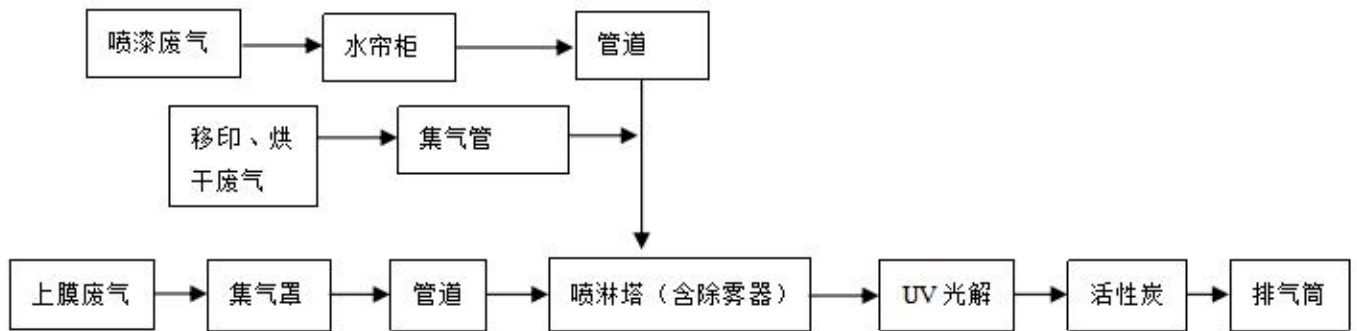 喷漆废气
水帘柜
管道
移印、烘
干废气
集气管
上膜废气
集气罩
管道
喷淋塔（含除雾器）
UV 光解
活性炭
排气筒